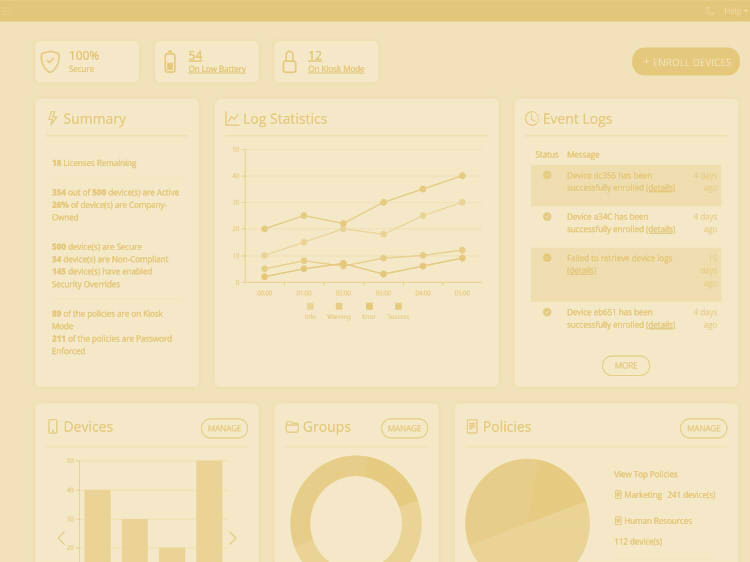 Help
100%
Secure
54
On Low Battery
12
On Kiosk Mode
+ ENROLL DEVICES
Summary
18 Licenses Remaining
354 out of 500 device(s) are Active
26% of device(s) are Company-
Owned
500 device(s) are Secure
34 device(s) are Non-Compliant
145 device(s) have enabled
Security Overrides
89 of the policies are on Kiosk
Mode
211 of the policies are Password
Enforced
Log Statistics
50
40
30
20
10
0
00:00 01:00 02:00 03:00 04:00 05:00
Info Warning Error Success
Event Logs
Status Message
Device dc356 has been 4 days
successfully enrolled (details) ago
Device a34C has been 4 days
successfully enrolled (details) ago
Failed to retrieve device logs
(details) days
ago
Device eb651 has been 4 days
successfully enrolled (details) ago
MORE
Devices
MANAGE
50
40
30
20
Groups
MANAGE
Policies
MANAGE
View Top Policies
Marketing 241 device(s)
Human Resources
112 device(s)